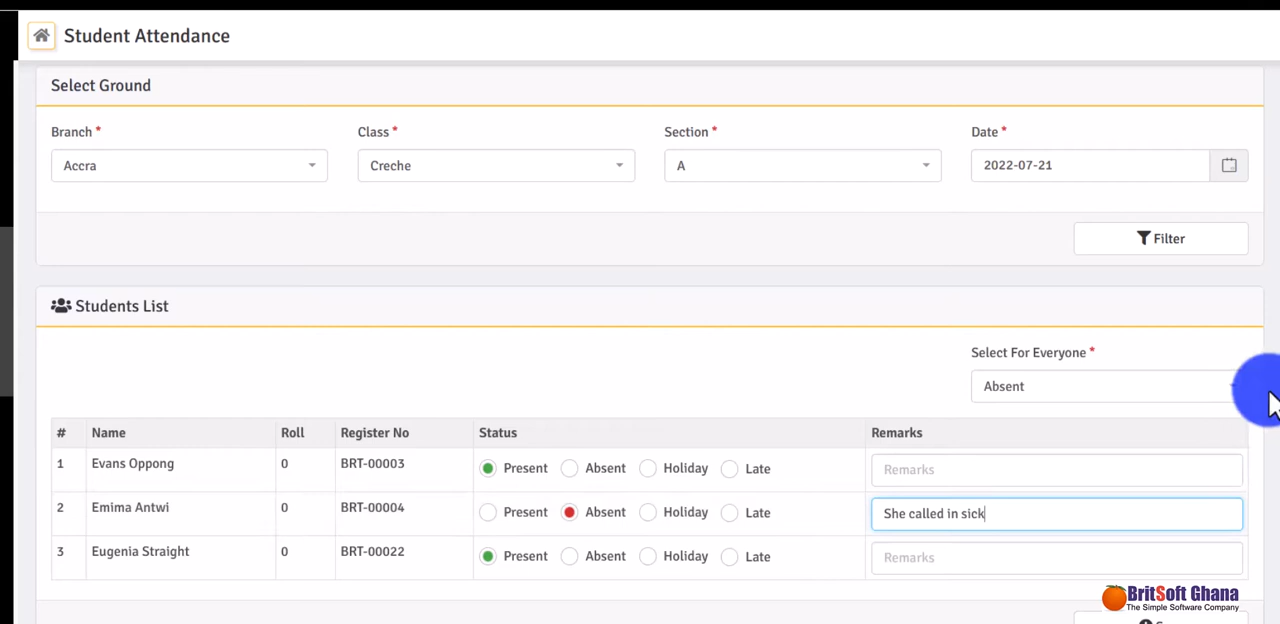 Student Attendance
Select Ground
Branch * Class * Section * Date *
Accra Creche A 2022-07-21
Filter
Students List
Select For Everyone *
Absent
# Name Roll Register No Status Remarks
1 Evans Oppong 0 BRT-00003 Present Absent Holiday Late Remarks
2 Emima Antwi 0 BRT-00004 Present Absent Holiday Late She called in sick
3 Eugenia Straight 0 BRT-00022 Present Absent Holiday Late Remarks
BritSoft Ghana
The Simple Software Company